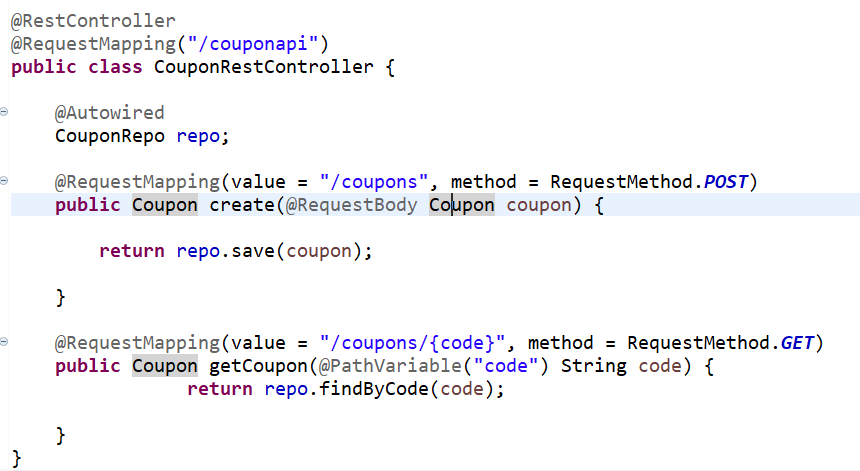 @RestController
@RequestMapping("/couponapi")
public class CouponRestController {
@Autowired
CouponRepo repo;
@RequestMapping(value = "/coupons", method = RequestMethod.POST)
public Coupon create(@RequestBody Coupon coupon) {
return repo.save(coupon);
}
@RequestMapping(value = "/coupons/{code}", method = RequestMethod.GET)
public Coupon getCoupon(@PathVariable("code") String code) {
return repo.findByCode(code);
}
}